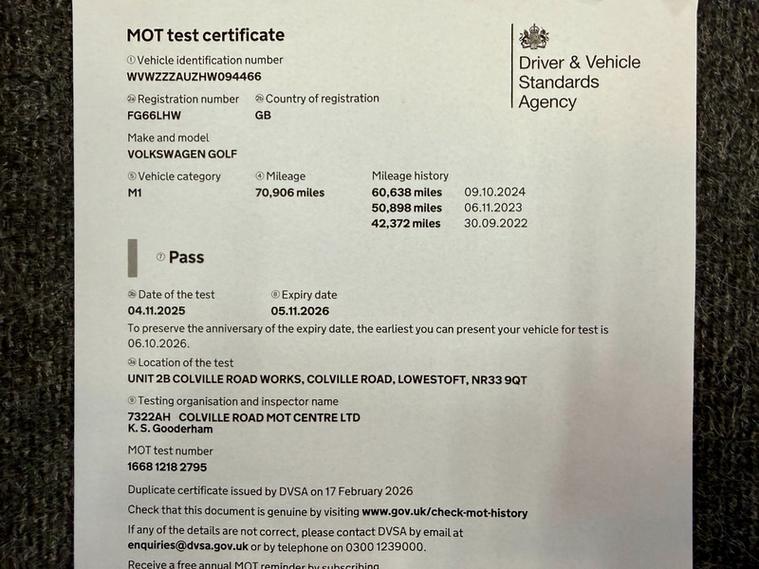 MOT test certificate
Driver & Vehicle
Standards
Agency
① Vehicle identification number
WVWZZZAUZHW094466
2a Registration number 2b Country of registration
FG66LHW GB
Make and model
VOLKSWAGEN GOLF
⑤ Vehicle category ④ Mileage Mileage history
M1 70,906 miles 60,638 miles 09.10.2024
50,898 miles 06.11.2023
42,372 miles 30.09.2022
⑦ Pass
3b Date of the test ⑧ Expiry date
04.11.2025 05.11.2026
To preserve the anniversary of the expiry date, the earliest you can present your vehicle for test is
06.10.2026.
3a Location of the test
UNIT 2B COLVILLE ROAD WORKS, COLVILLE ROAD, LOWESTOFT, NR33 9QT
⑨ Testing organisation and inspector name
7322AH COLVILLE ROAD MOT CENTRE LTD
K. S. Gooderham
MOT test number
1668 1218 2795
Duplicate certificate issued by DVSA on 17 February 2026
Check that this document is genuine by visiting www.gov.uk/check-mot-history
If any of the details are not correct, please contact DVSA by email at
enquiries@dvsa.gov.uk or by telephone on 0300 1239000.
Receive a free annual MOT reminder by subscribing